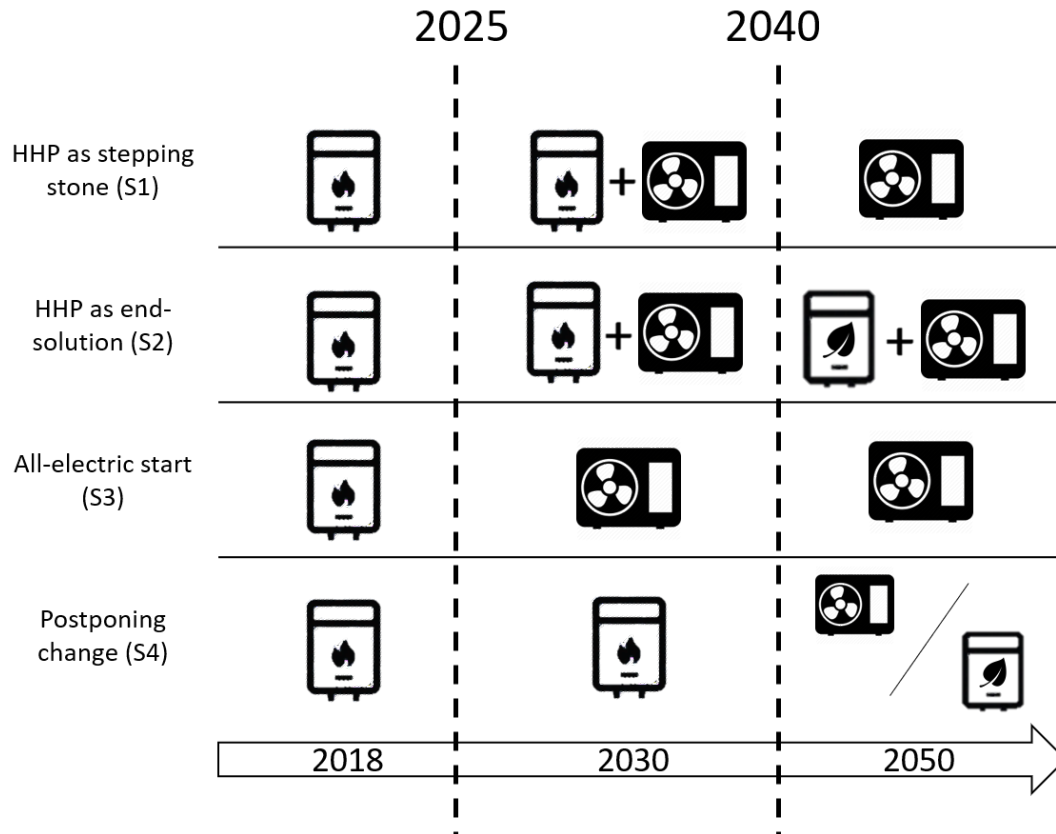 2025
2040
HHP as stepping
stone (S1)
HHP as end-
solution (S2)
All-electric start
(S3)
Postponing
change (S4)
2018
2030
2050